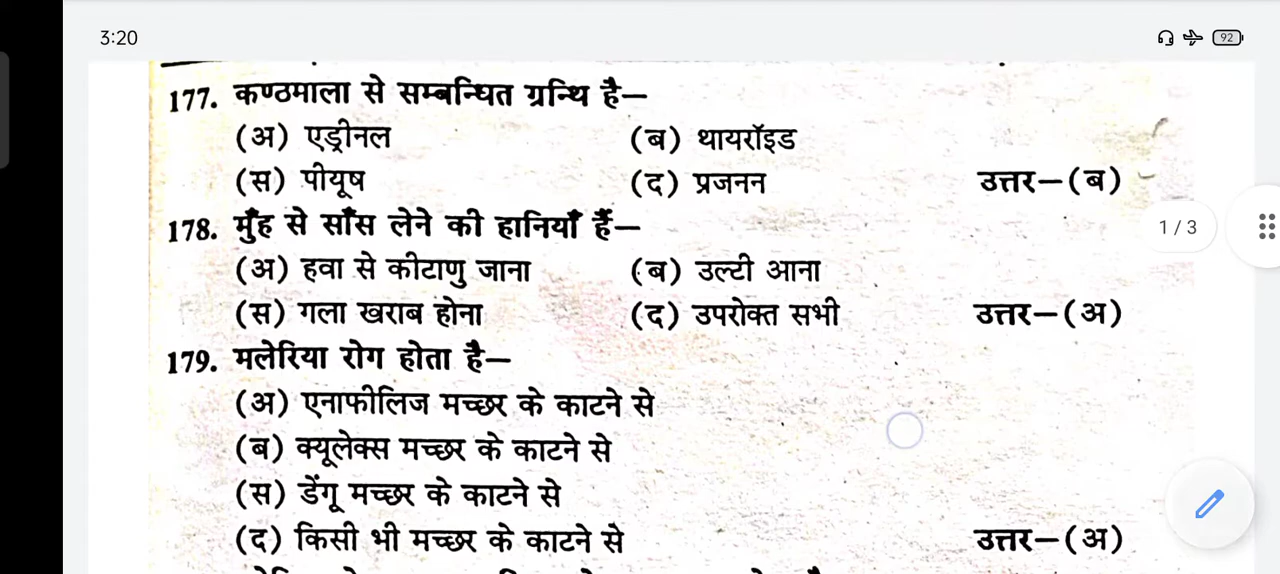 3:20
92
177. कण्ठमाला से सम्बन्धित ग्रन्थि है—
(अ) एड्रीनल (ब) थायरॉइड
(स) पीयूष (द) प्रजनन उत्तर—(ब)
1 / 3
178. मुँह से साँस लेने की हानियाँ हैं—
(अ) हवा से कीटाणु जाना (ब) उल्टी आना
(स) गला खराब होना (द) उपरोक्त सभी उत्तर—(अ)
179. मलेरिया रोग होता है—
(अ) एनाफीलिज मच्छर के काटने से
(ब) क्यूलेक्स मच्छर के काटने से
(स) डेंगू मच्छर के काटने से
(द) किसी भी मच्छर के काटने से उत्तर—(अ)